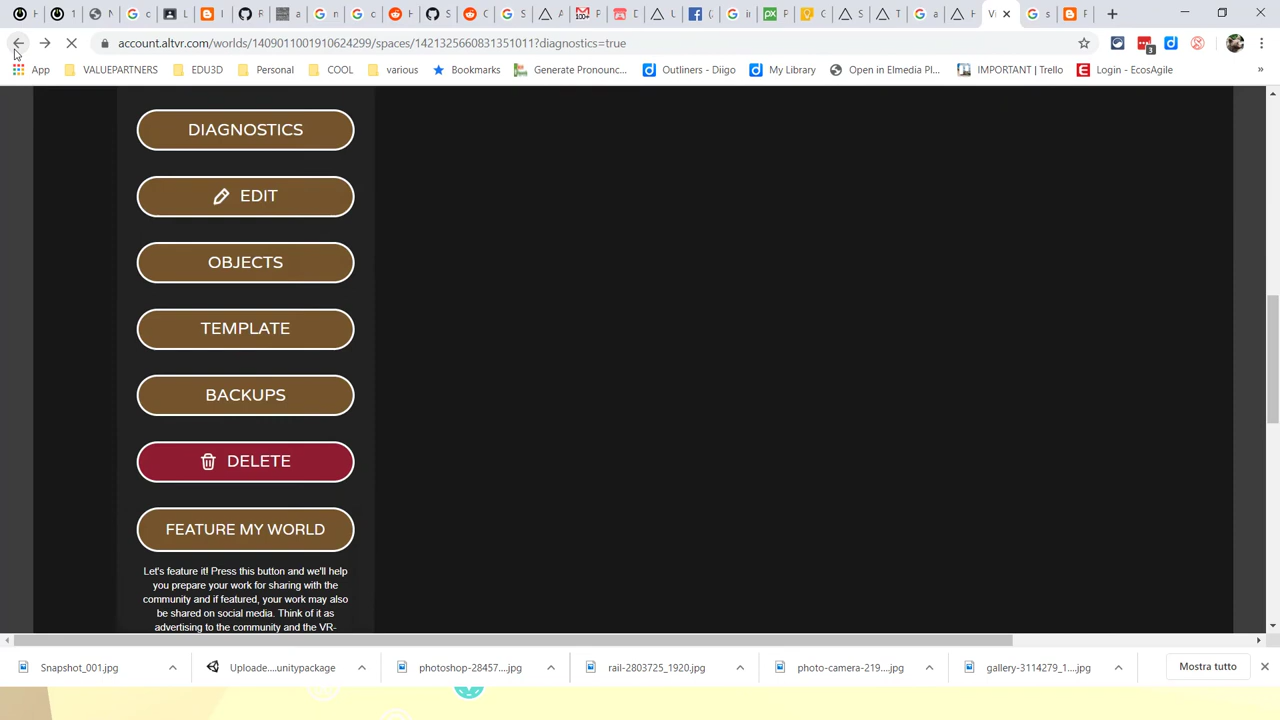 account.altvr.com/worlds/1409011001910624299/spaces/1421325660831351011?diagnostics=true
3
App VALUEPARTNERS EDU3D Personal COOL various Bookmarks Generate Pronounc... Outliners - Diigo My Library Open in Elmedia Pl... IMPORTANT | Trello Login - EcosAgile »
DIAGNOSTICS
EDIT
OBJECTS
TEMPLATE
BACKUPS
DELETE
FEATURE MY WORLD
Let's feature it! Press this button and we'll help
you prepare your work for sharing with the
community and if featured, your work may also
be shared on social media. Think of it as
advertising to the community and the VR-
Snapshot_001.jpg Uploade....unitypackage photoshop-28457....jpg rail-2803725_1920.jpg photo-camera-219....jpg gallery-3114279_1....jpg Mostra tutto